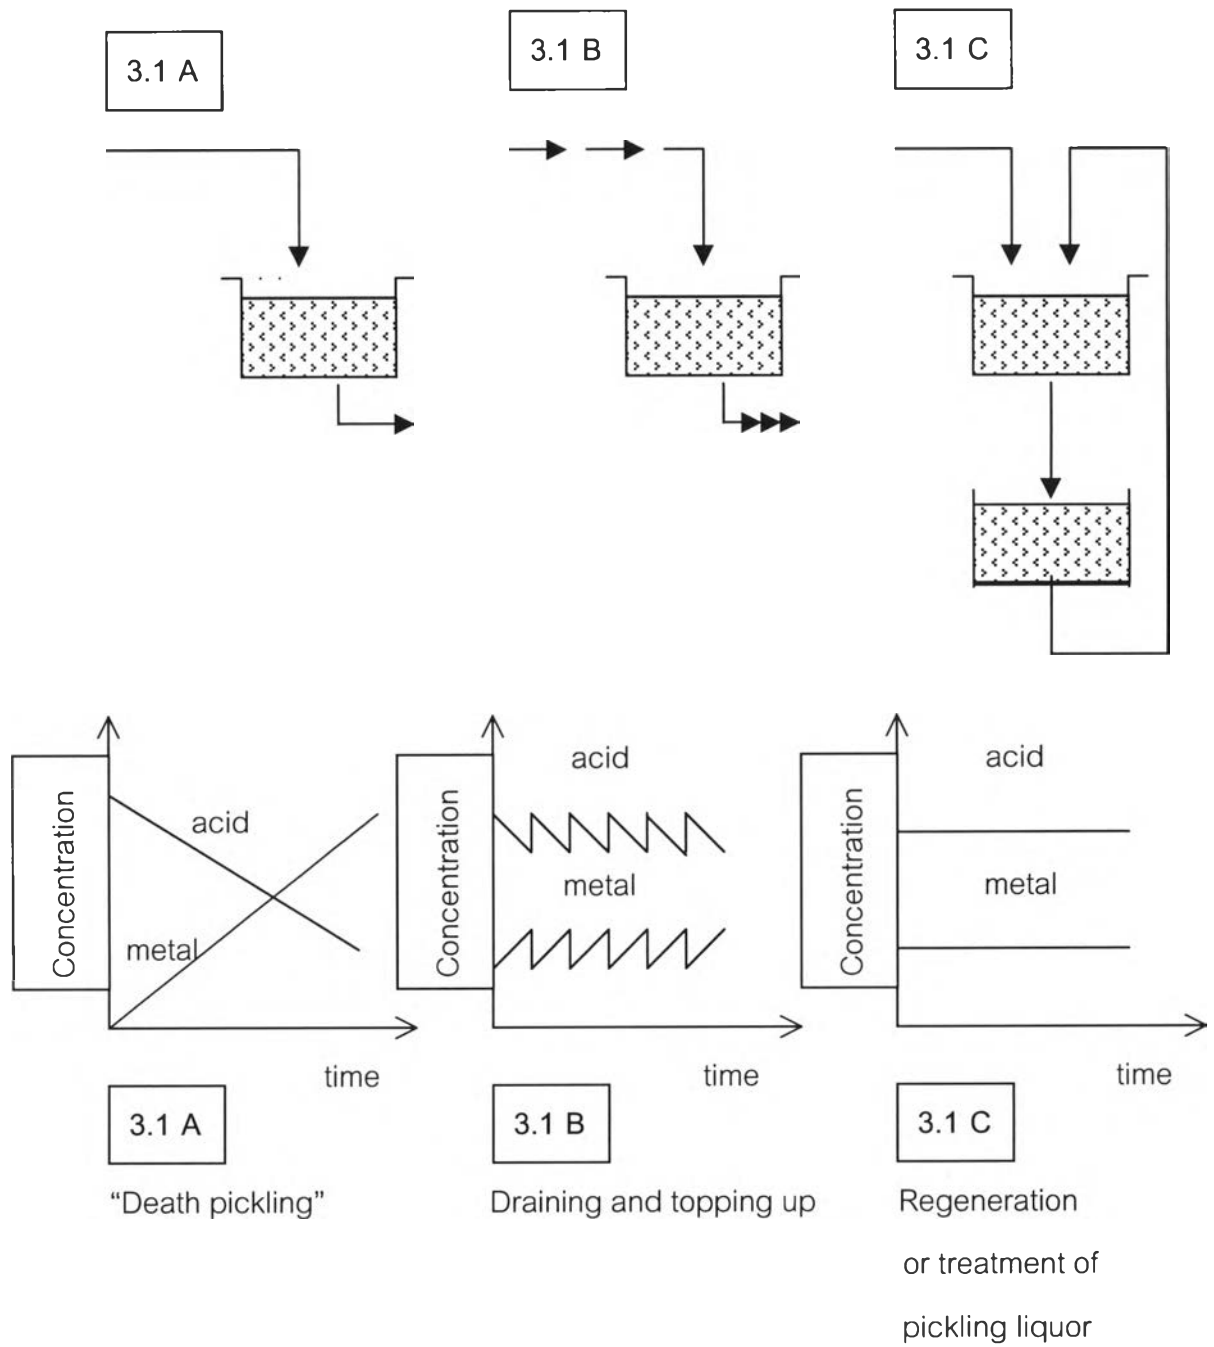 3.1 A
3.1 B
3.1 C
Concentration
acid
metal
time
Concentration
acid
metal
time
Concentration
acid
metal
time
3.1 A
3.1 B
3.1 C
“Death pickling”
Draining and topping up
Regeneration
or treatment of
pickling liquor